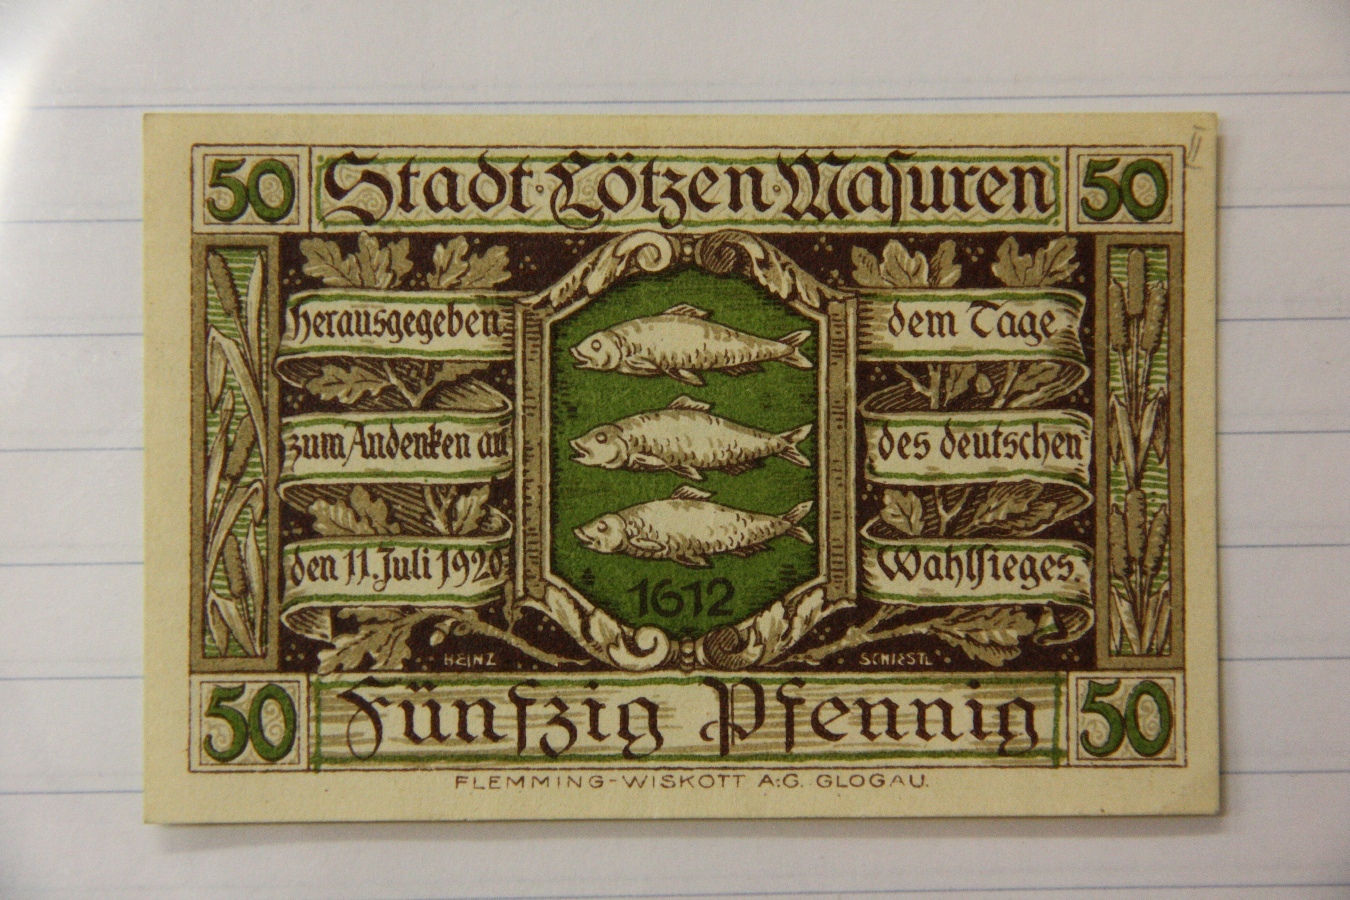 50 Stadt·Lötzen·Maſuren 50
herausgegeben
zum Andenken an
den 11. Juli 1920
dem Tage
des deutschen
Wahlſieges.
1612
HEINZ SCHIESTL
50 Fünfzig Pfennig 50
FLEMMING-WISKOTT A:G. GLOGAU.
II